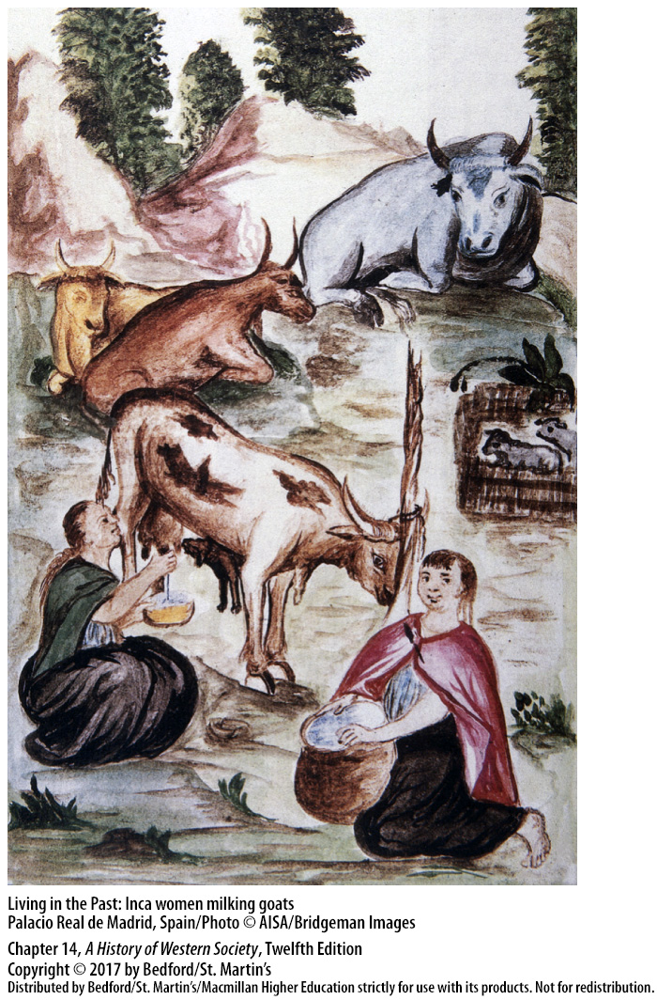 Living in the Past: Inca women milking goats
Palacio Real de Madrid, Spain/Photo © AISA/Bridgeman Images
Chapter 14, A History of Western Society, Twelfth Edition
Copyright © 2017 by Bedford/St. Martin's
Distributed by Bedford/St. Martin's/Macmillan Higher Education strictly for use with its products. Not for redistribution.